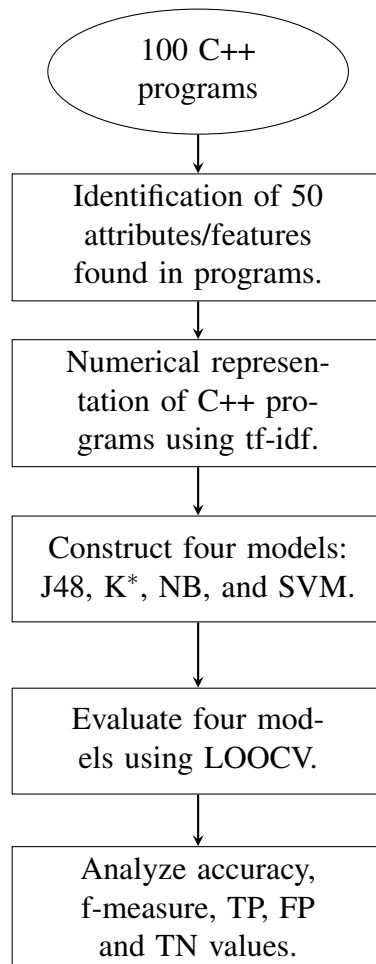 100 C++
programs
Identification of 50
attributes/features
found in programs.
Numerical represen-
tation of C++ pro-
grams using tf-idf.
Construct four models:
J48, K*, NB, and SVM.
Evaluate four mod-
els using LOOCV.
Analyze accuracy,
f-measure, TP, FP
and TN values.